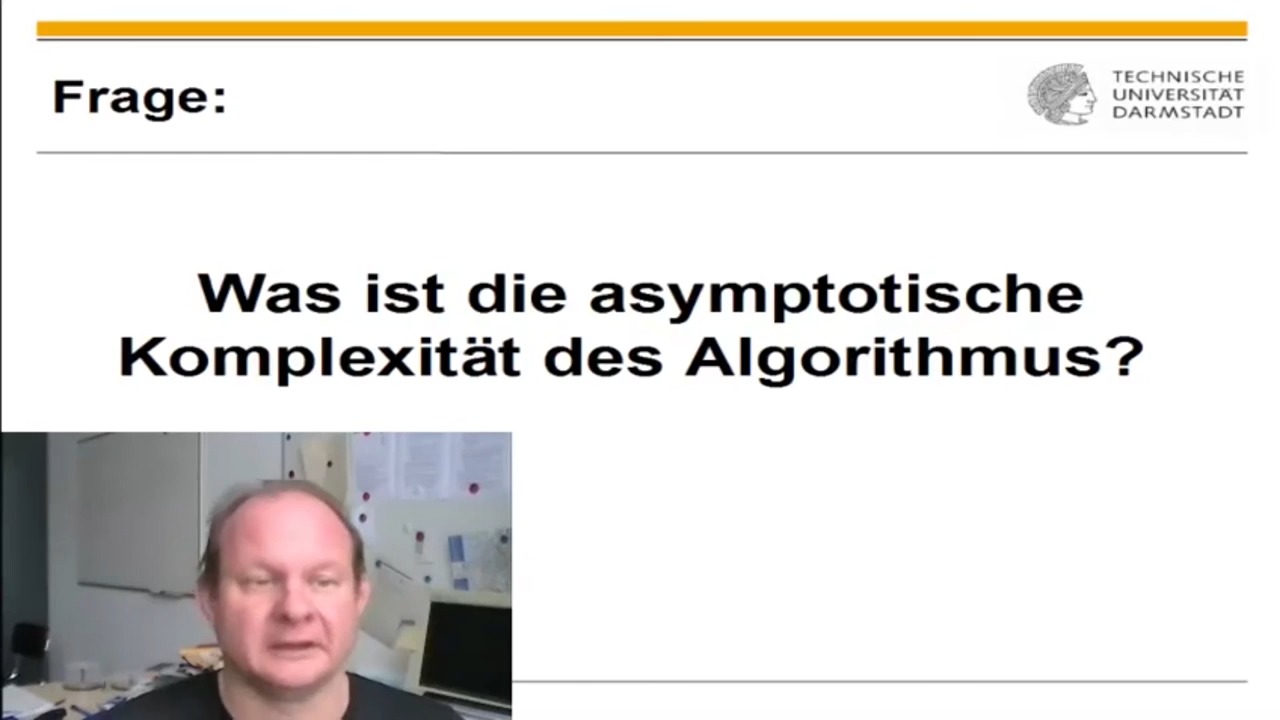 Frage:
TECHNISCHE
UNIVERSITÄT
DARMSTADT
Was ist die asymptotische
Komplexität des Algorithmus?